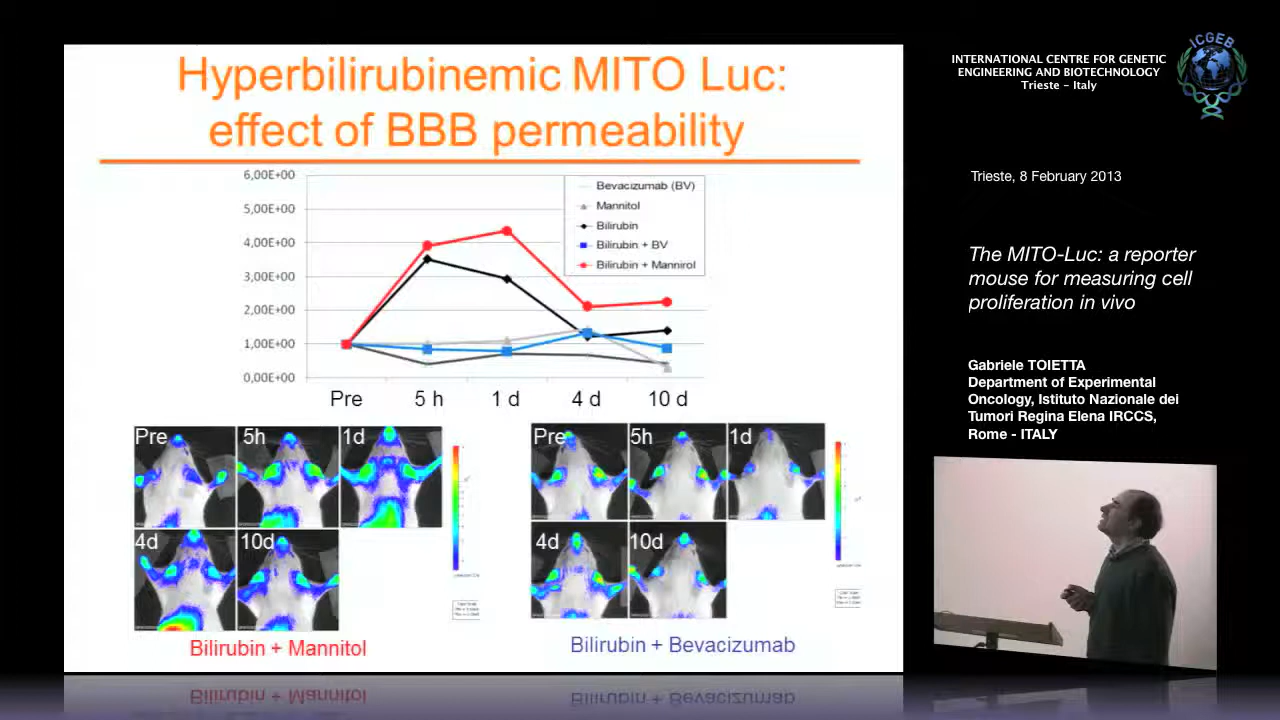 Hyperbilirubinemic MITO Luc:
effect of BBB permeability
6,00E+00
5,00E+00
4,00E+00
3,00E+00
2,00E+00
1,00E+00
0,00E+00
Bevacizumab (BV)
Mannitol
Bilirubin
Bilirubin + BV
Bilirubin + Mannirol
Pre
5 h
1 d
4 d
10 d
Pre
5h
1d
4d
10d
Bilirubin + Mannitol
Pre
5h
1d
4d
10d
Bilirubin + Bevacizumab
INTERNATIONAL CENTRE FOR GENETIC
ENGINEERING AND BIOTECHNOLOGY
Trieste - Italy
ICGEB
Trieste, 8 February 2013
The MITO-Luc: a reporter
mouse for measuring cell
proliferation in vivo
Gabriele TOIETTA
Department of Experimental
Oncology, Istituto Nazionale dei
Tumori Regina Elena IRCCS,
Rome - ITALY